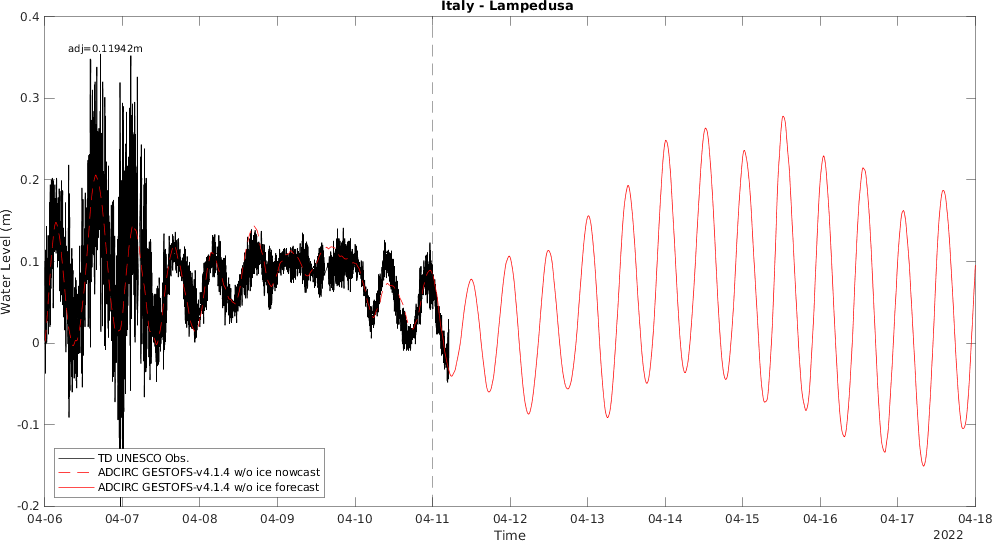 Italy - Lampedusa
0.4
adj=0.11942m
0.3
0.2
0.1
0
-0.1
-0.2
Water Level (m)
TD UNESCO Obs.
ADCIRC GESTOFS-v4.1.4 w/o ice nowcast
ADCIRC GESTOFS-v4.1.4 w/o ice forecast
04-06 04-07 04-08 04-09 04-10 04-11 04-12 04-13 04-14 04-15 04-16 04-17 04-18
Time
2022